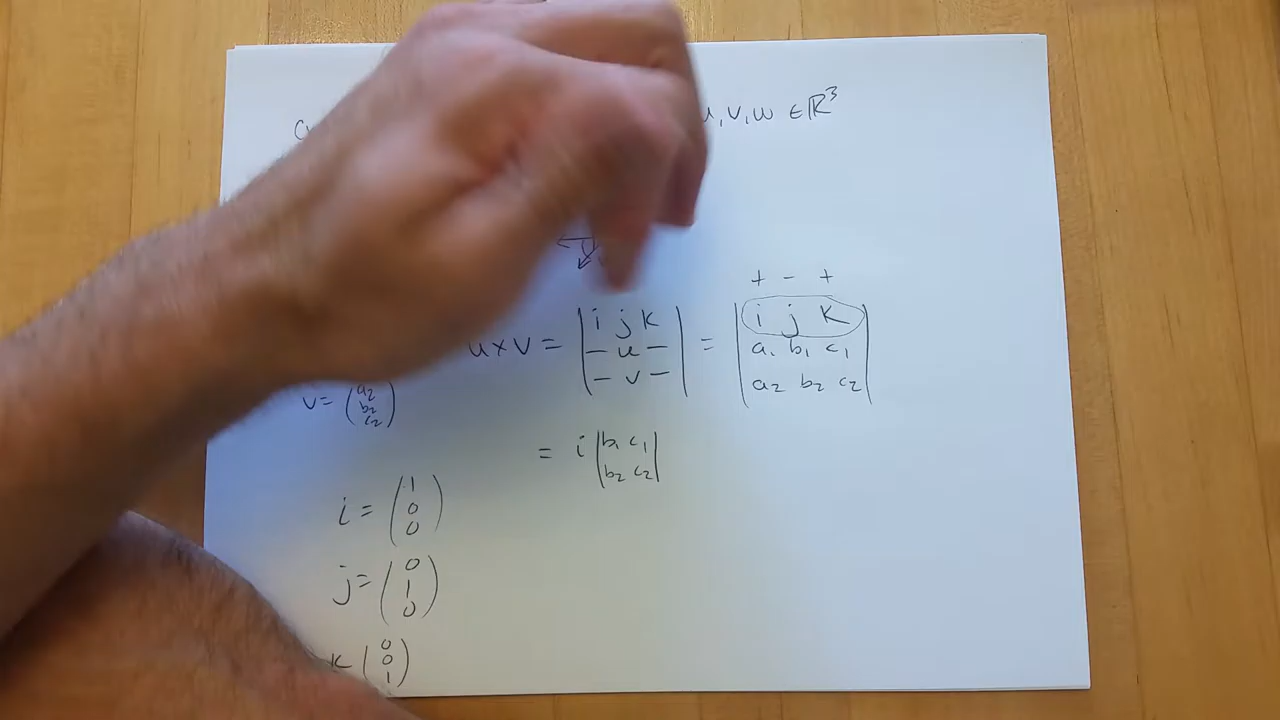 u, v, w ∈ ℝ³
+ - +
u × v = | i j k | = | i j k |
| — u — | | a₁ b₁ c₁ |
| — v — | | a₂ b₂ c₂ |
v = ( a₂
b₂
c₂ )
= i | b₁ c₁ |
| b₂ c₂ |
i = ( 1
0
0 )
j = ( 0
1
0 )
k ( 0
0
1 )